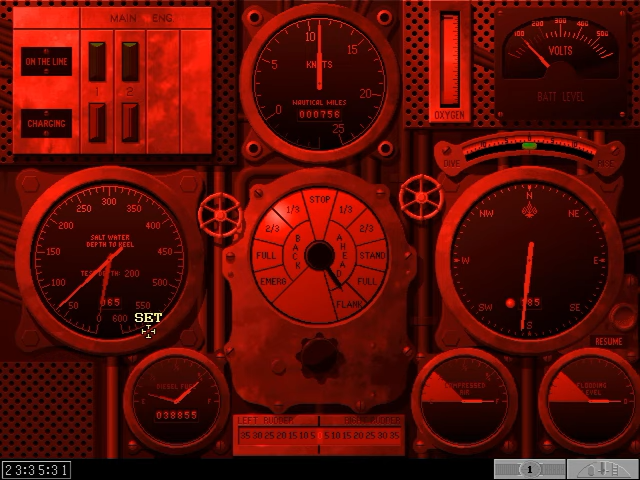 MAIN ENG
ON THE LINE
1 2
CHARGING
5 10 15 20 25 0
KNOTS
NAUTICAL MILES
000756
OXYGEN
100 200 300 400 500
VOLTS
BATT LEVEL
DIVE RISE
0 50 100 150 200 250 300 350 400 450 500 550 600
SALT WATER
DEPTH TO KEEL
TEST DEPTH: 200
065
SET
STOP
1/3 1/3
2/3 2/3
FULL STAND
EMERG FULL
FLANK
BACK AHEAD
N
NW NE
W E
SW SE
S
185
RESUME
DIESEL FUEL
038855
COMPRESSED
AIR
FLOODING
LEVEL
LEFT RUDDER RIGHT RUDDER
35 30 25 20 15 10 5 5 10 15 20 25 30 35
23:35:31
1